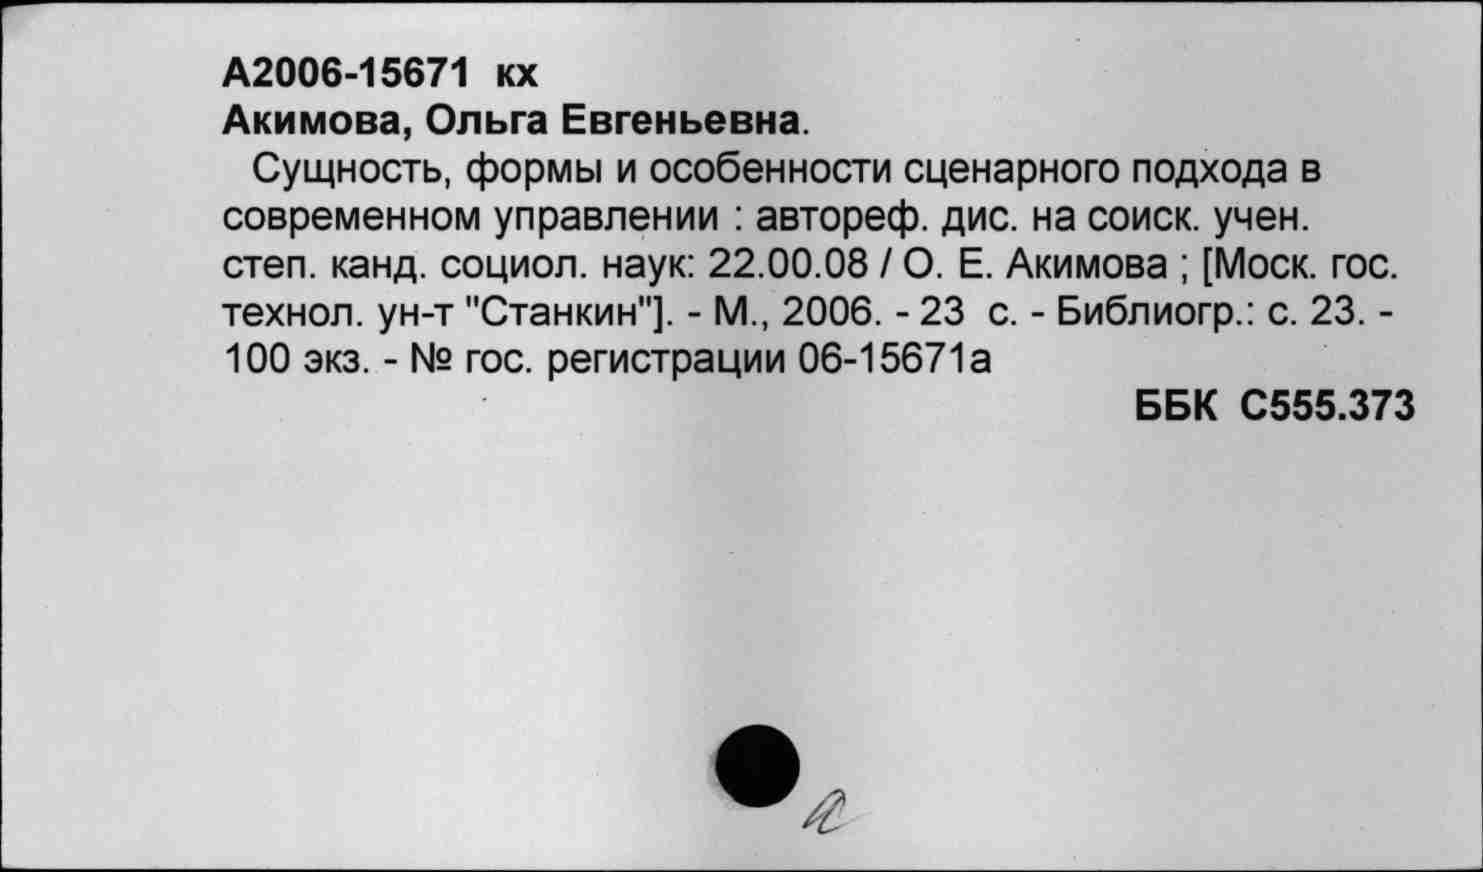 А2006-15671 кх
Акимова, Ольга Евгеньевна.
Сущность, формы и особенности сценарного подхода в
современном управлении : автореф. дис. на соиск. учен.
степ. канд. социол. наук: 22.00.08 / О. Е. Акимова ; [Моск. гос.
технол. ун-т "Станкин"]. - М., 2006. - 23 с. - Библиогр.: с. 23. -
100 экз. - № гос. регистрации 06-15671а
ББК С555.373